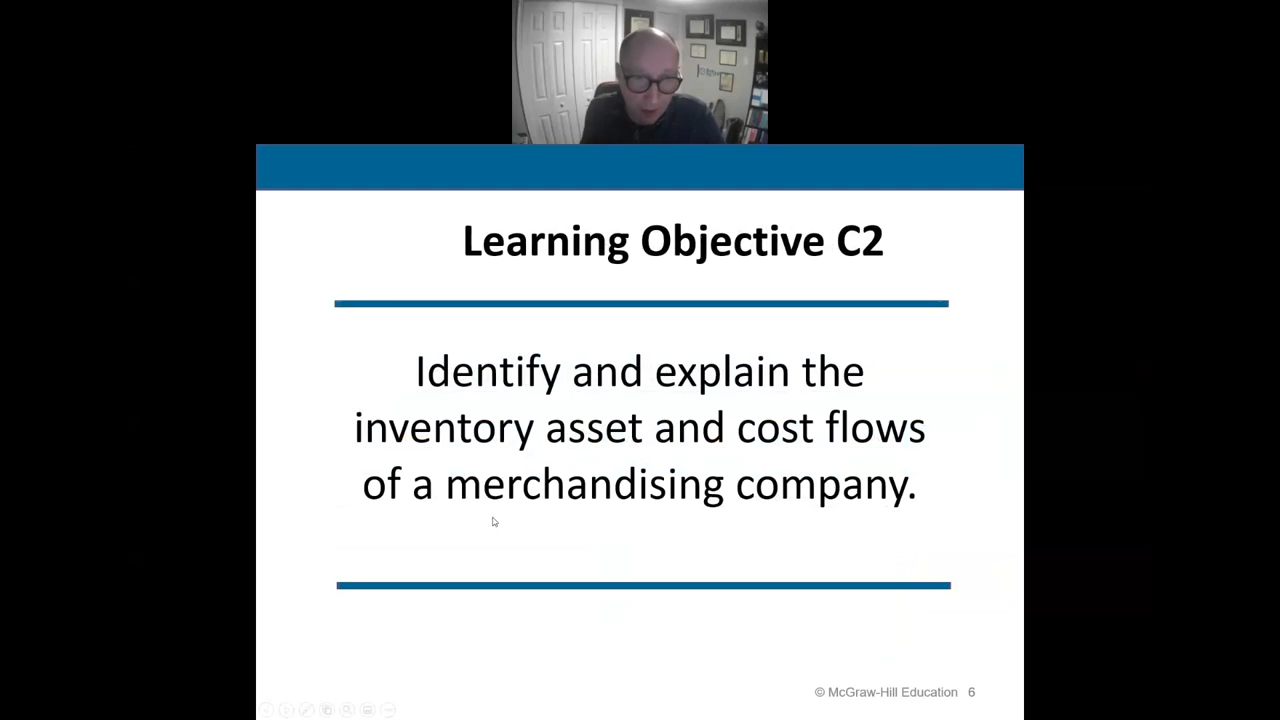 Learning Objective C2
Identify and explain the
inventory asset and cost flows
of a merchandising company.
© McGraw-Hill Education 6